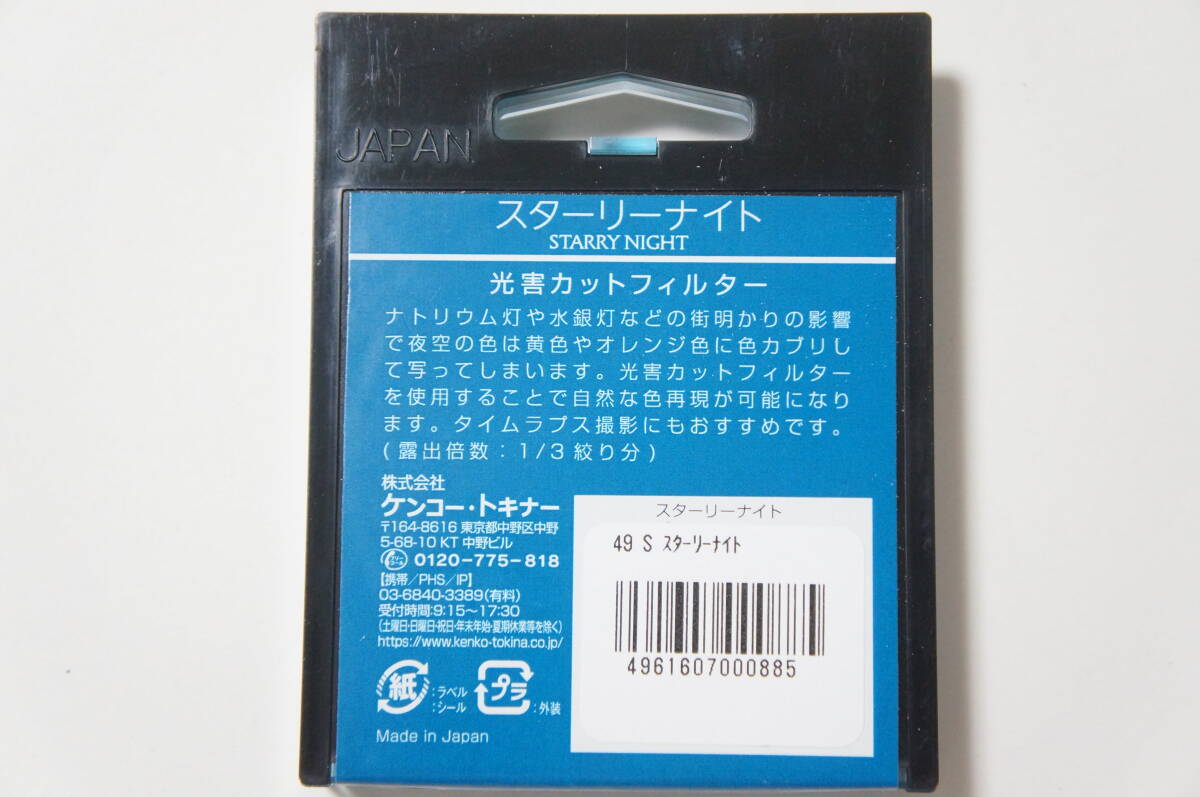 JAPAN
スターリーナイト
STARRY NIGHT
光害カットフィルター
ナトリウム灯や水銀灯などの街明かりの影響
で夜空の色は黄色やオレンジ色に色カブリし
て写ってしまいます。光害カットフィルター
を使用することで自然な色再現が可能になり
ます。タイムラプス撮影にもおすすめです。
(露出倍数:1/3絞り分)
株式会社
ケンコー・トキナー
〒164-8616 東京都中野区中野
5-68-10 KT 中野ビル
フリーコール 0120-775-818
【携帯/PHS/IP】
03-6840-3389(有料)
受付時間:9:15〜17:30
(土曜日・日曜日・祝日・年末年始・夏期休業等を除く)
https://www.kenko-tokina.co.jp/
紙 :ラベル
:シール
プラ :外装
Made in Japan
スターリーナイト
49 S スターリーナイト
4961607000885